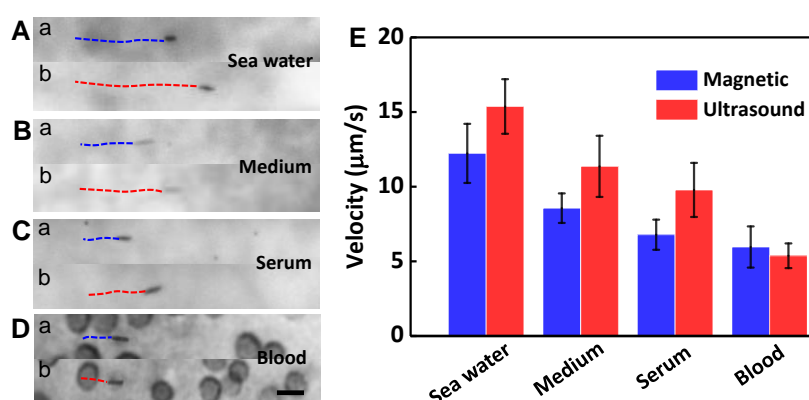 A
a
b
Sea water
B
a
b
Medium
C
a
b
Serum
D
a
b
Blood
E
Velocity (μm/s)
20
15
10
5
0
Magnetic
Ultrasound
Sea water
Medium
Serum
Blood